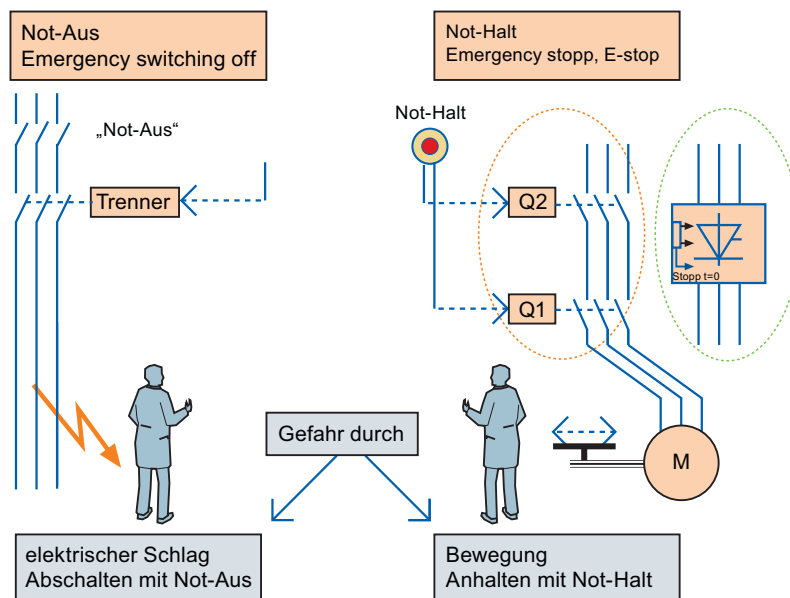 Not-Aus
Emergency switching off
Not-Halt
Emergency stopp, E-stop
„Not-Aus“
Not-Halt
Trenner
Q2
Stopp t=0
Q1
Gefahr durch
M
elektrischer Schlag
Abschalten mit Not-Aus
Bewegung
Anhalten mit Not-Halt